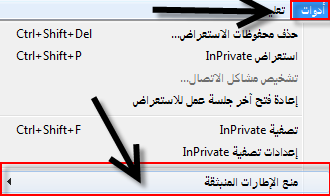 أدوات
حذف محفوظات الاستعراض... Ctrl+Shift+Del
استعراض InPrivate Ctrl+Shift+P
تشخيص مشاكل الاتصال...
إعادة فتح آخر جلسة عمل للاستعراض
تصفية InPrivate Ctrl+Shift+F
إعدادات تصفية InPrivate
منع الإطارات المنبثقة